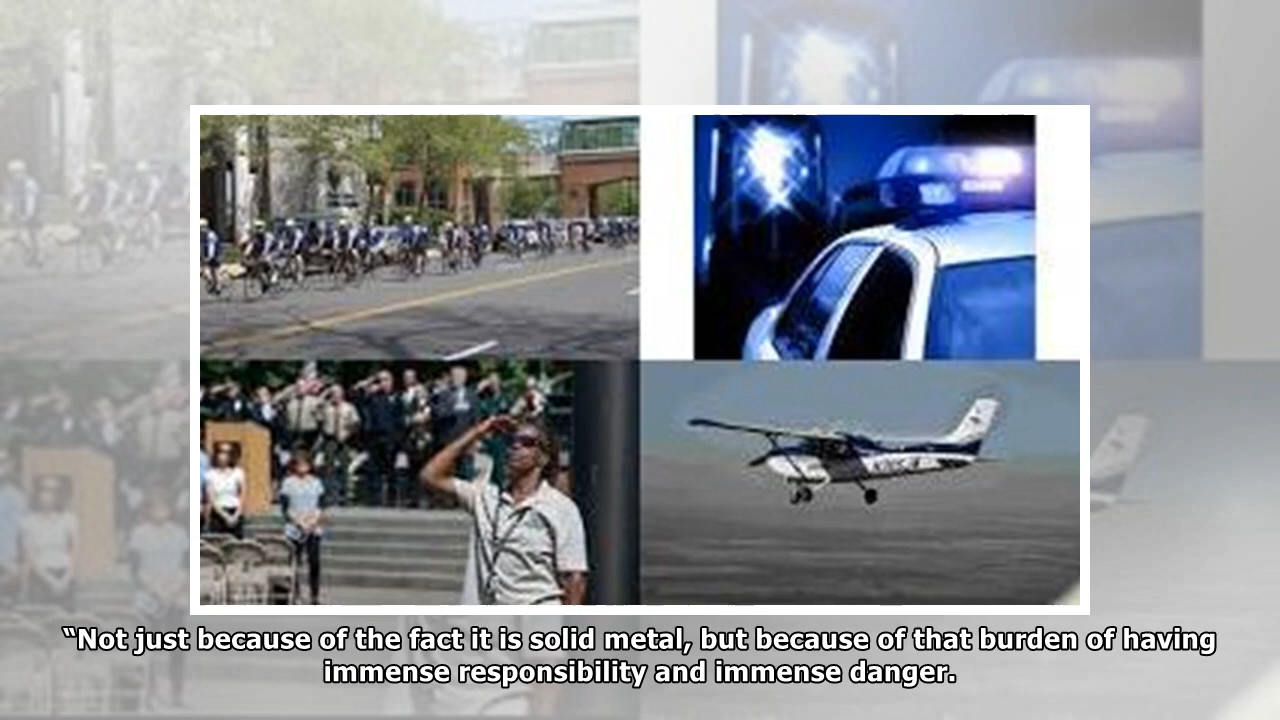 “Not just because of the fact it is solid metal, but because of that burden of having
immense responsibility and immense danger.